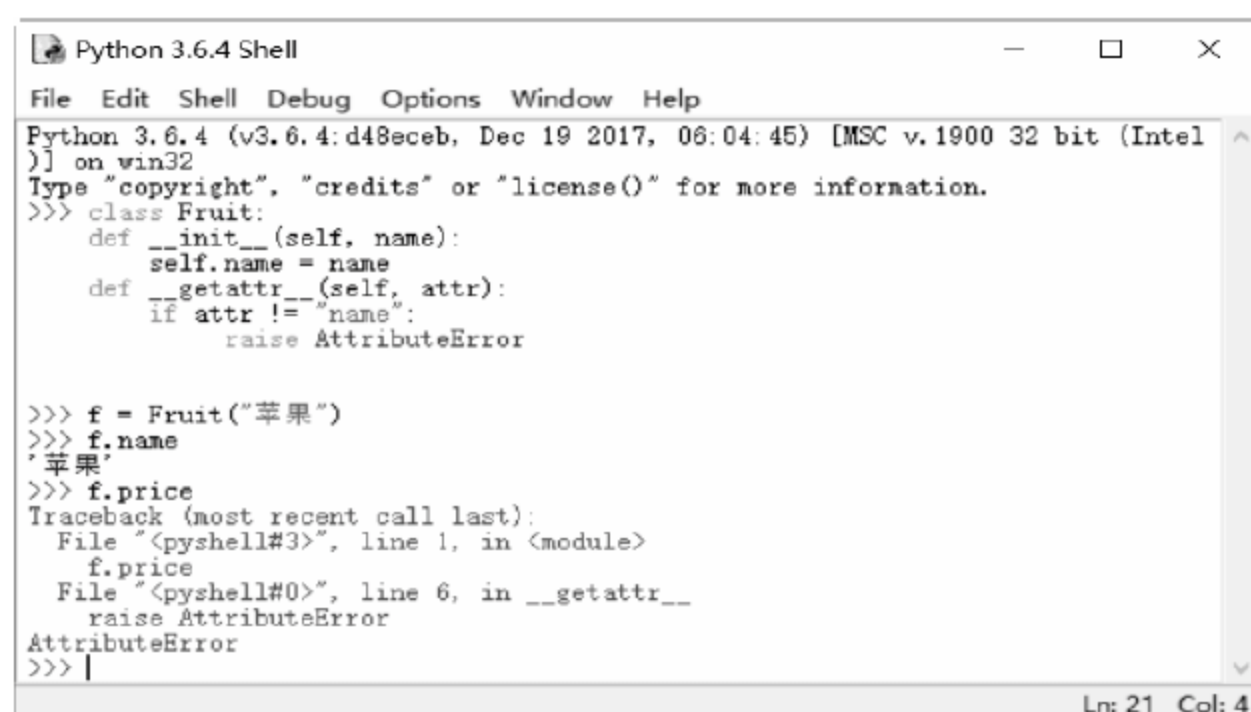 Python 3.6.4 Shell
File Edit Shell Debug Options Window Help
Python 3.6.4 (v3.6.4:d48eceb, Dec 19 2017, 06:04:45) [MSC v.1900 32 bit (Intel
)] on win32
Type "copyright", "credits" or "license()" for more information.
>>> class Fruit:
    def __init__(self, name):
        self.name = name
    def __getattr__(self, attr):
        if attr != "name":
            raise AttributeError
>>> f = Fruit("苹果")
>>> f.name
'苹果'
>>> f.price
Traceback (most recent call last):
  File "<pyshell#3>", line 1, in <module>
    f.price
  File "<pyshell#0>", line 6, in __getattr__
    raise AttributeError
AttributeError
>>>
Ln: 21 Col: 4